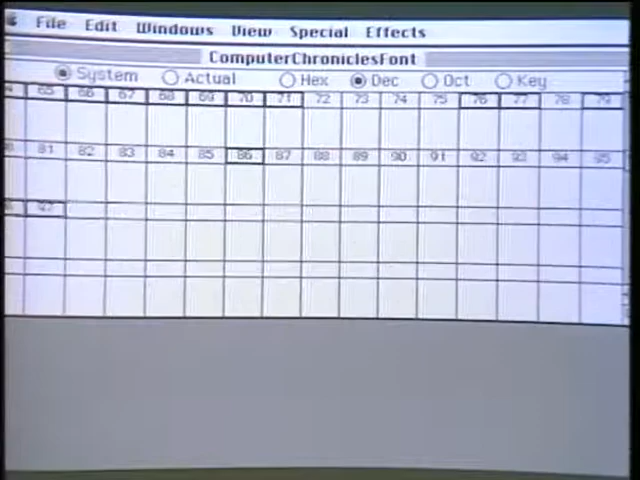 File Edit Windows View Special Effects
ComputerChroniclesFont
System Actual Hex Dec Oct Key
65 66 67 68 69 70 71 72 73 74 75 76 77 78 79
81 82 83 84 85 86 87 88 89 90 91 92 93 94 95
97